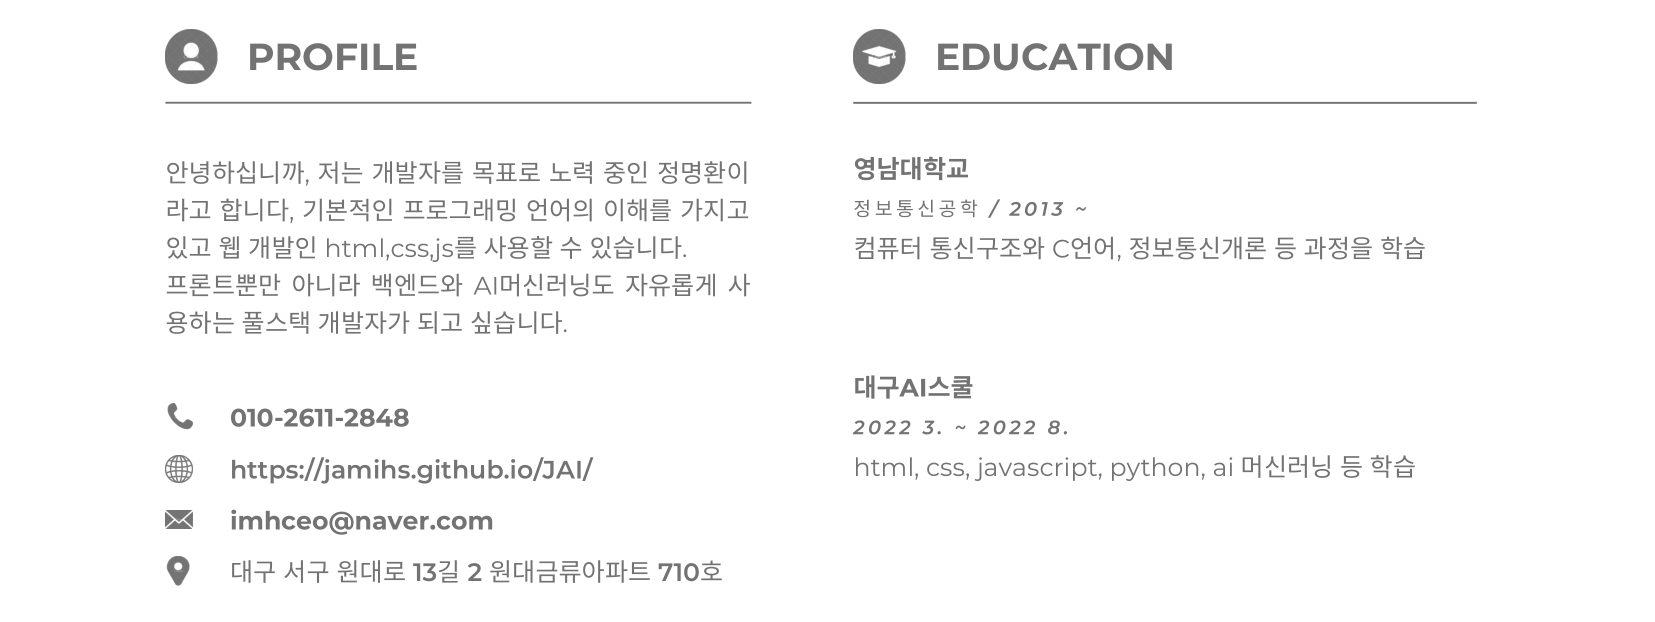 PROFILE
안녕하십니까, 저는 개발자를 목표로 노력 중인 정명환이
라고 합니다, 기본적인 프로그래밍 언어의 이해를 가지고
있고 웹 개발인 html,css,js를 사용할 수 있습니다.
프론트뿐만 아니라 백엔드와 AI머신러닝도 자유롭게 사
용하는 풀스택 개발자가 되고 싶습니다.
010-2611-2848
https://jamihs.github.io/JAI/
imhceo@naver.com
대구 서구 원대로 13길 2 원대금류아파트 710호
EDUCATION
영남대학교
정보통신공학 / 2013 ~
컴퓨터 통신구조와 C언어, 정보통신개론 등 과정을 학습
대구AI스쿨
2022 3. ~ 2022 8.
html, css, javascript, python, ai 머신러닝 등 학습